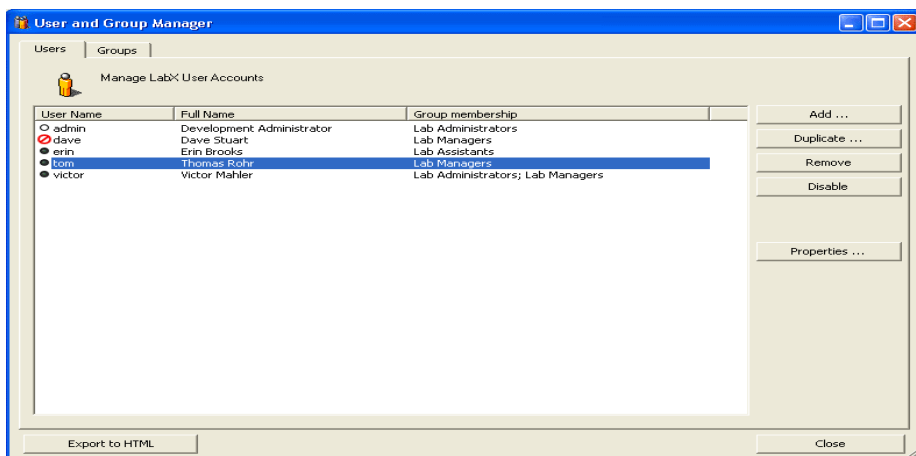 User and Group Manager
Users Groups
Manage LabX User Accounts
User Name Full Name Group membership
admin Development Administrator Lab Administrators
dave Dave Stuart Lab Managers
erin Erin Brooks Lab Assistants
tom Thomas Rohr Lab Managers
victor Victor Mahler Lab Administrators; Lab Managers
Add ...
Duplicate ...
Remove
Disable
Properties ...
Export to HTML Close